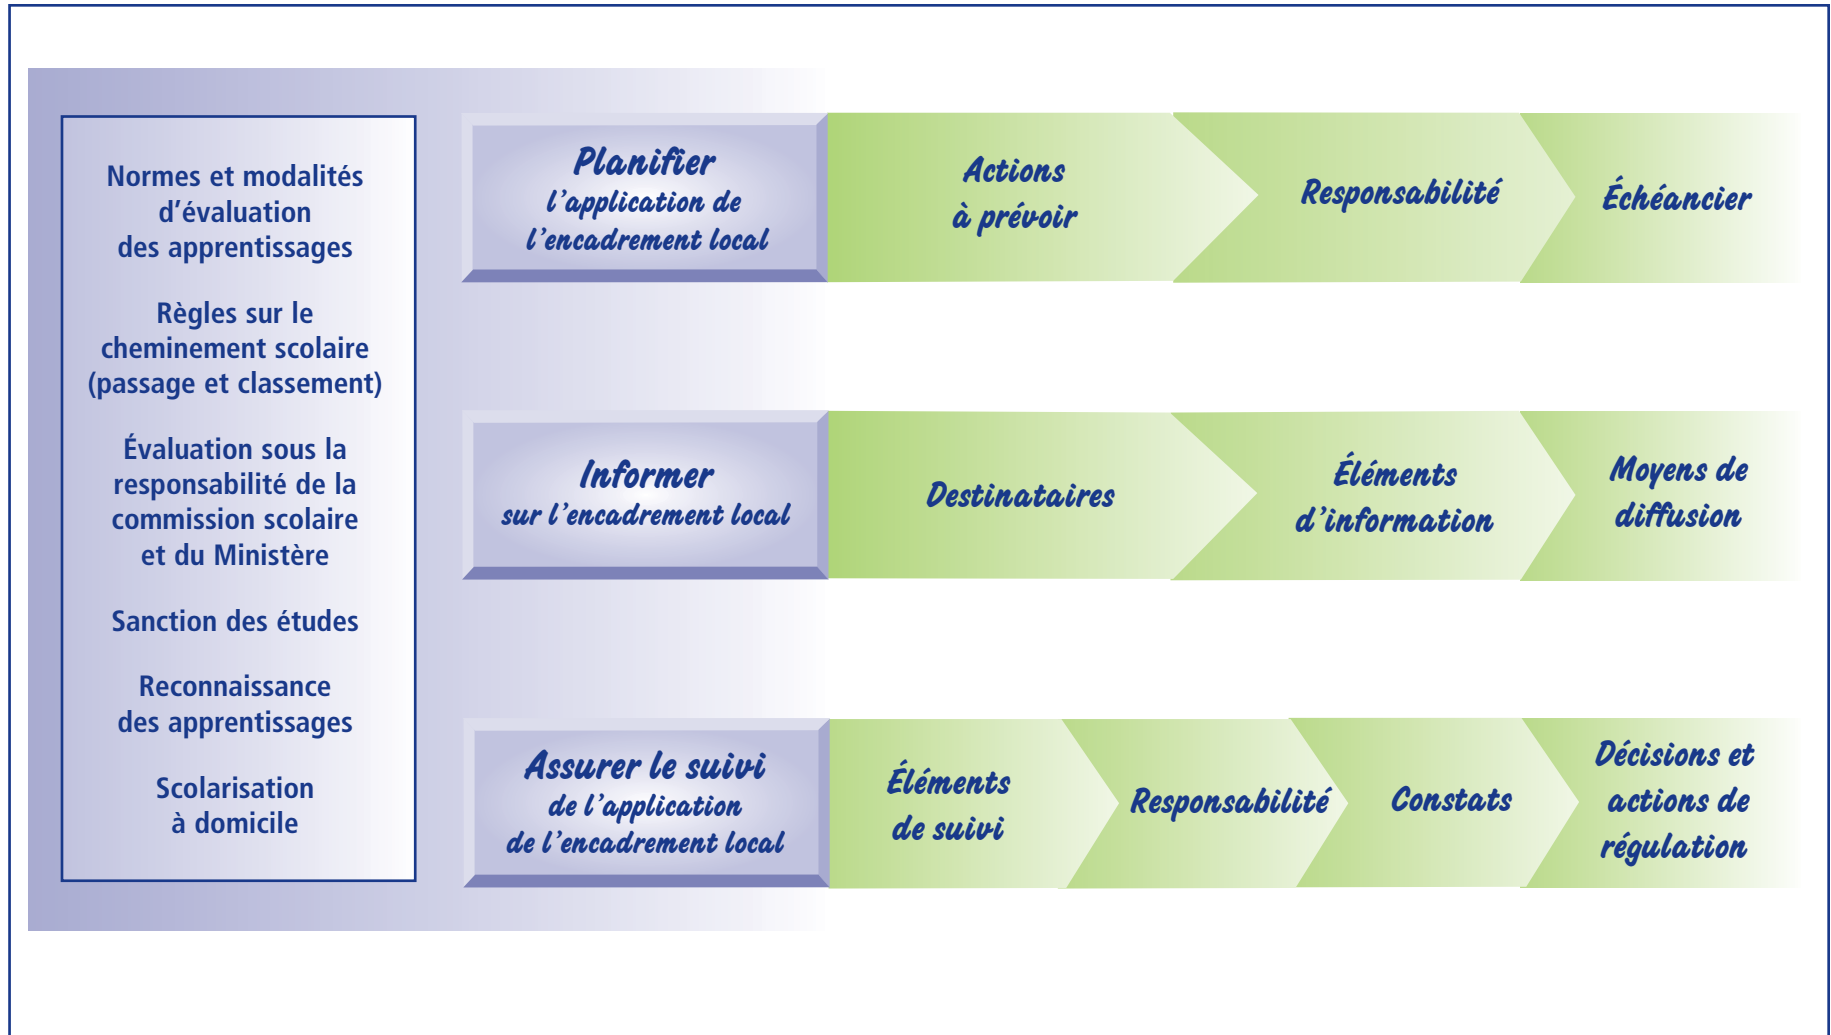 Normes et modalités
d’évaluation
des apprentissages
Règles sur le
cheminement scolaire
(passage et classement)
Évaluation sous la
responsabilité de la
commission scolaire
et du Ministère
Sanction des études
Reconnaissance
des apprentissages
Scolarisation
à domicile
Planifier
l’application de
l’encadrement local
Actions
à prévoir
Responsabilité
Échéancier
Informer
sur l’encadrement local
Destinataires
Éléments
d’information
Moyens de
diffusion
Assurer le suivi
de l’application
de l’encadrement local
Éléments
de suivi
Responsabilité
Constats
Décisions et
actions de
régulation